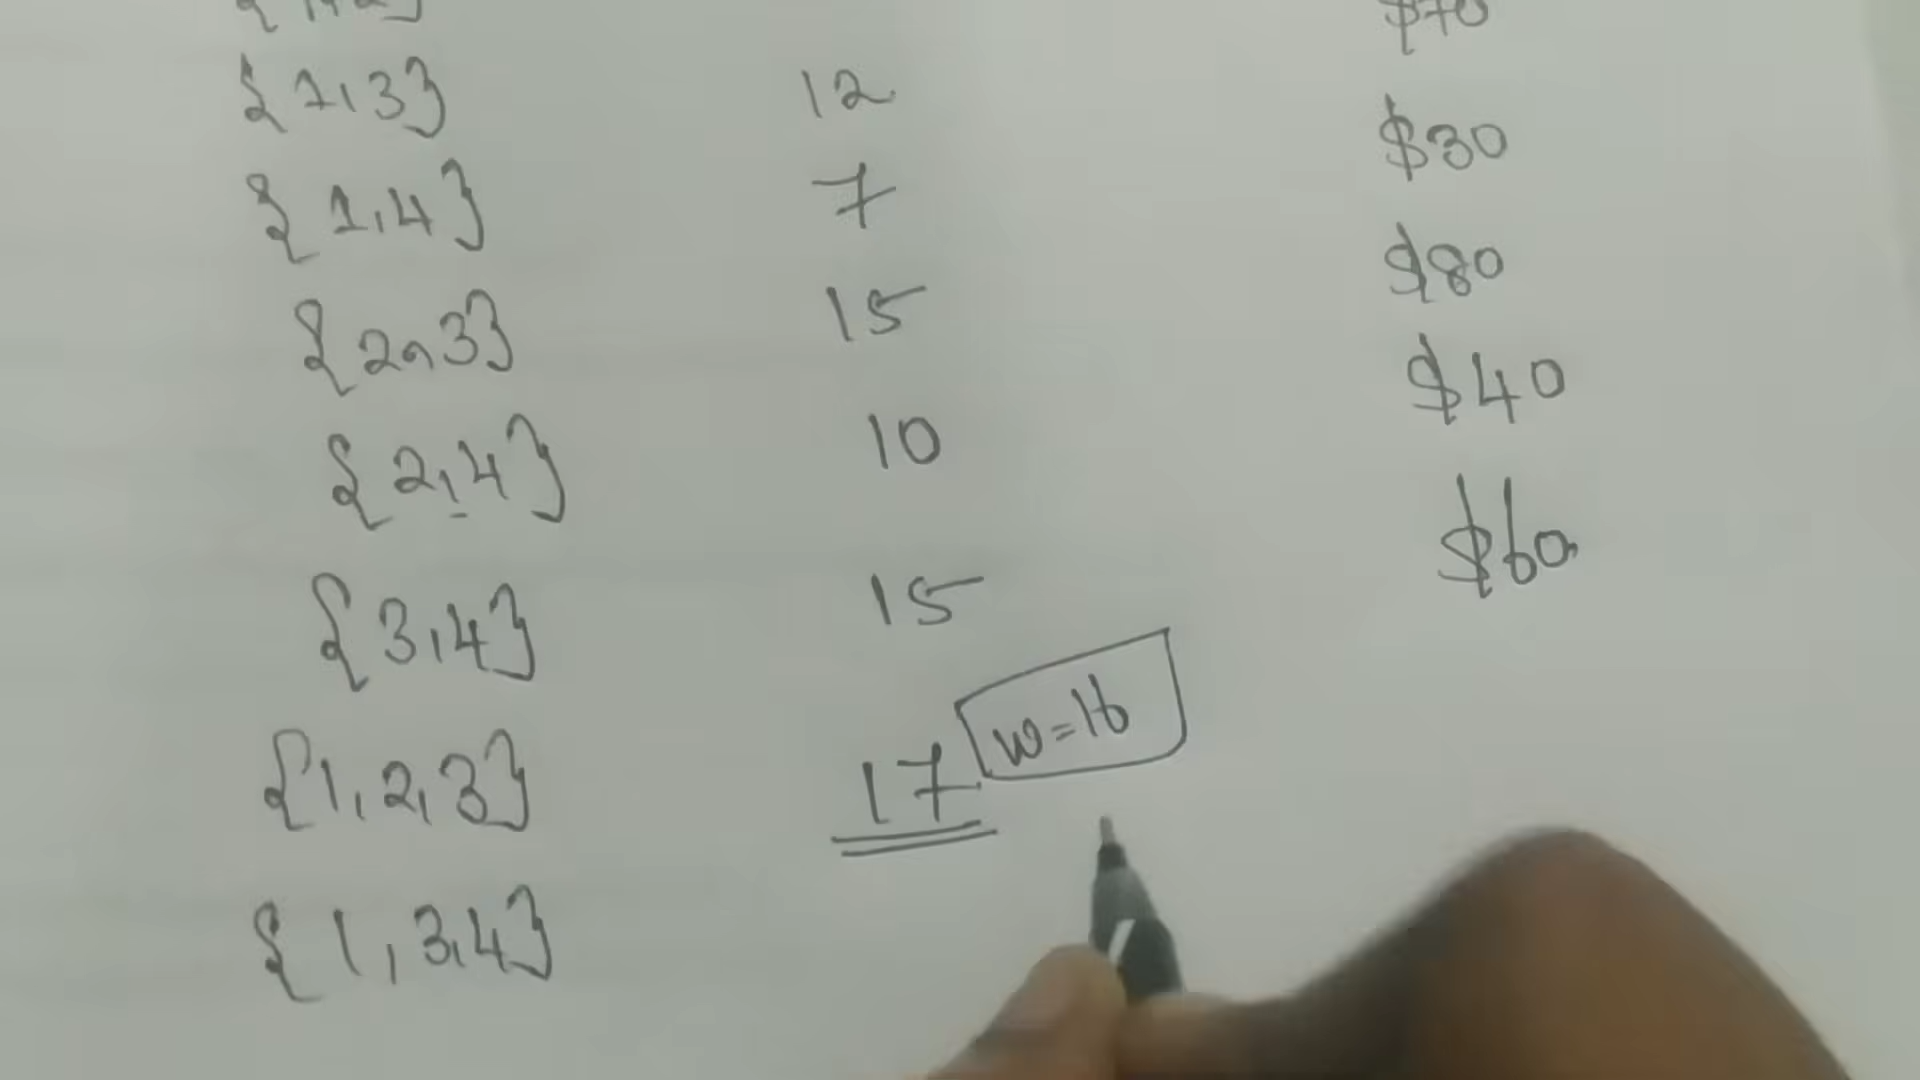 $70
{1,3} 12 $30
{1,4} 7 $80
{2,3} 15 $40
{2,4} 10 $60
{3,4} 15
{1,2,3} 17 w=16
{1,3,4}